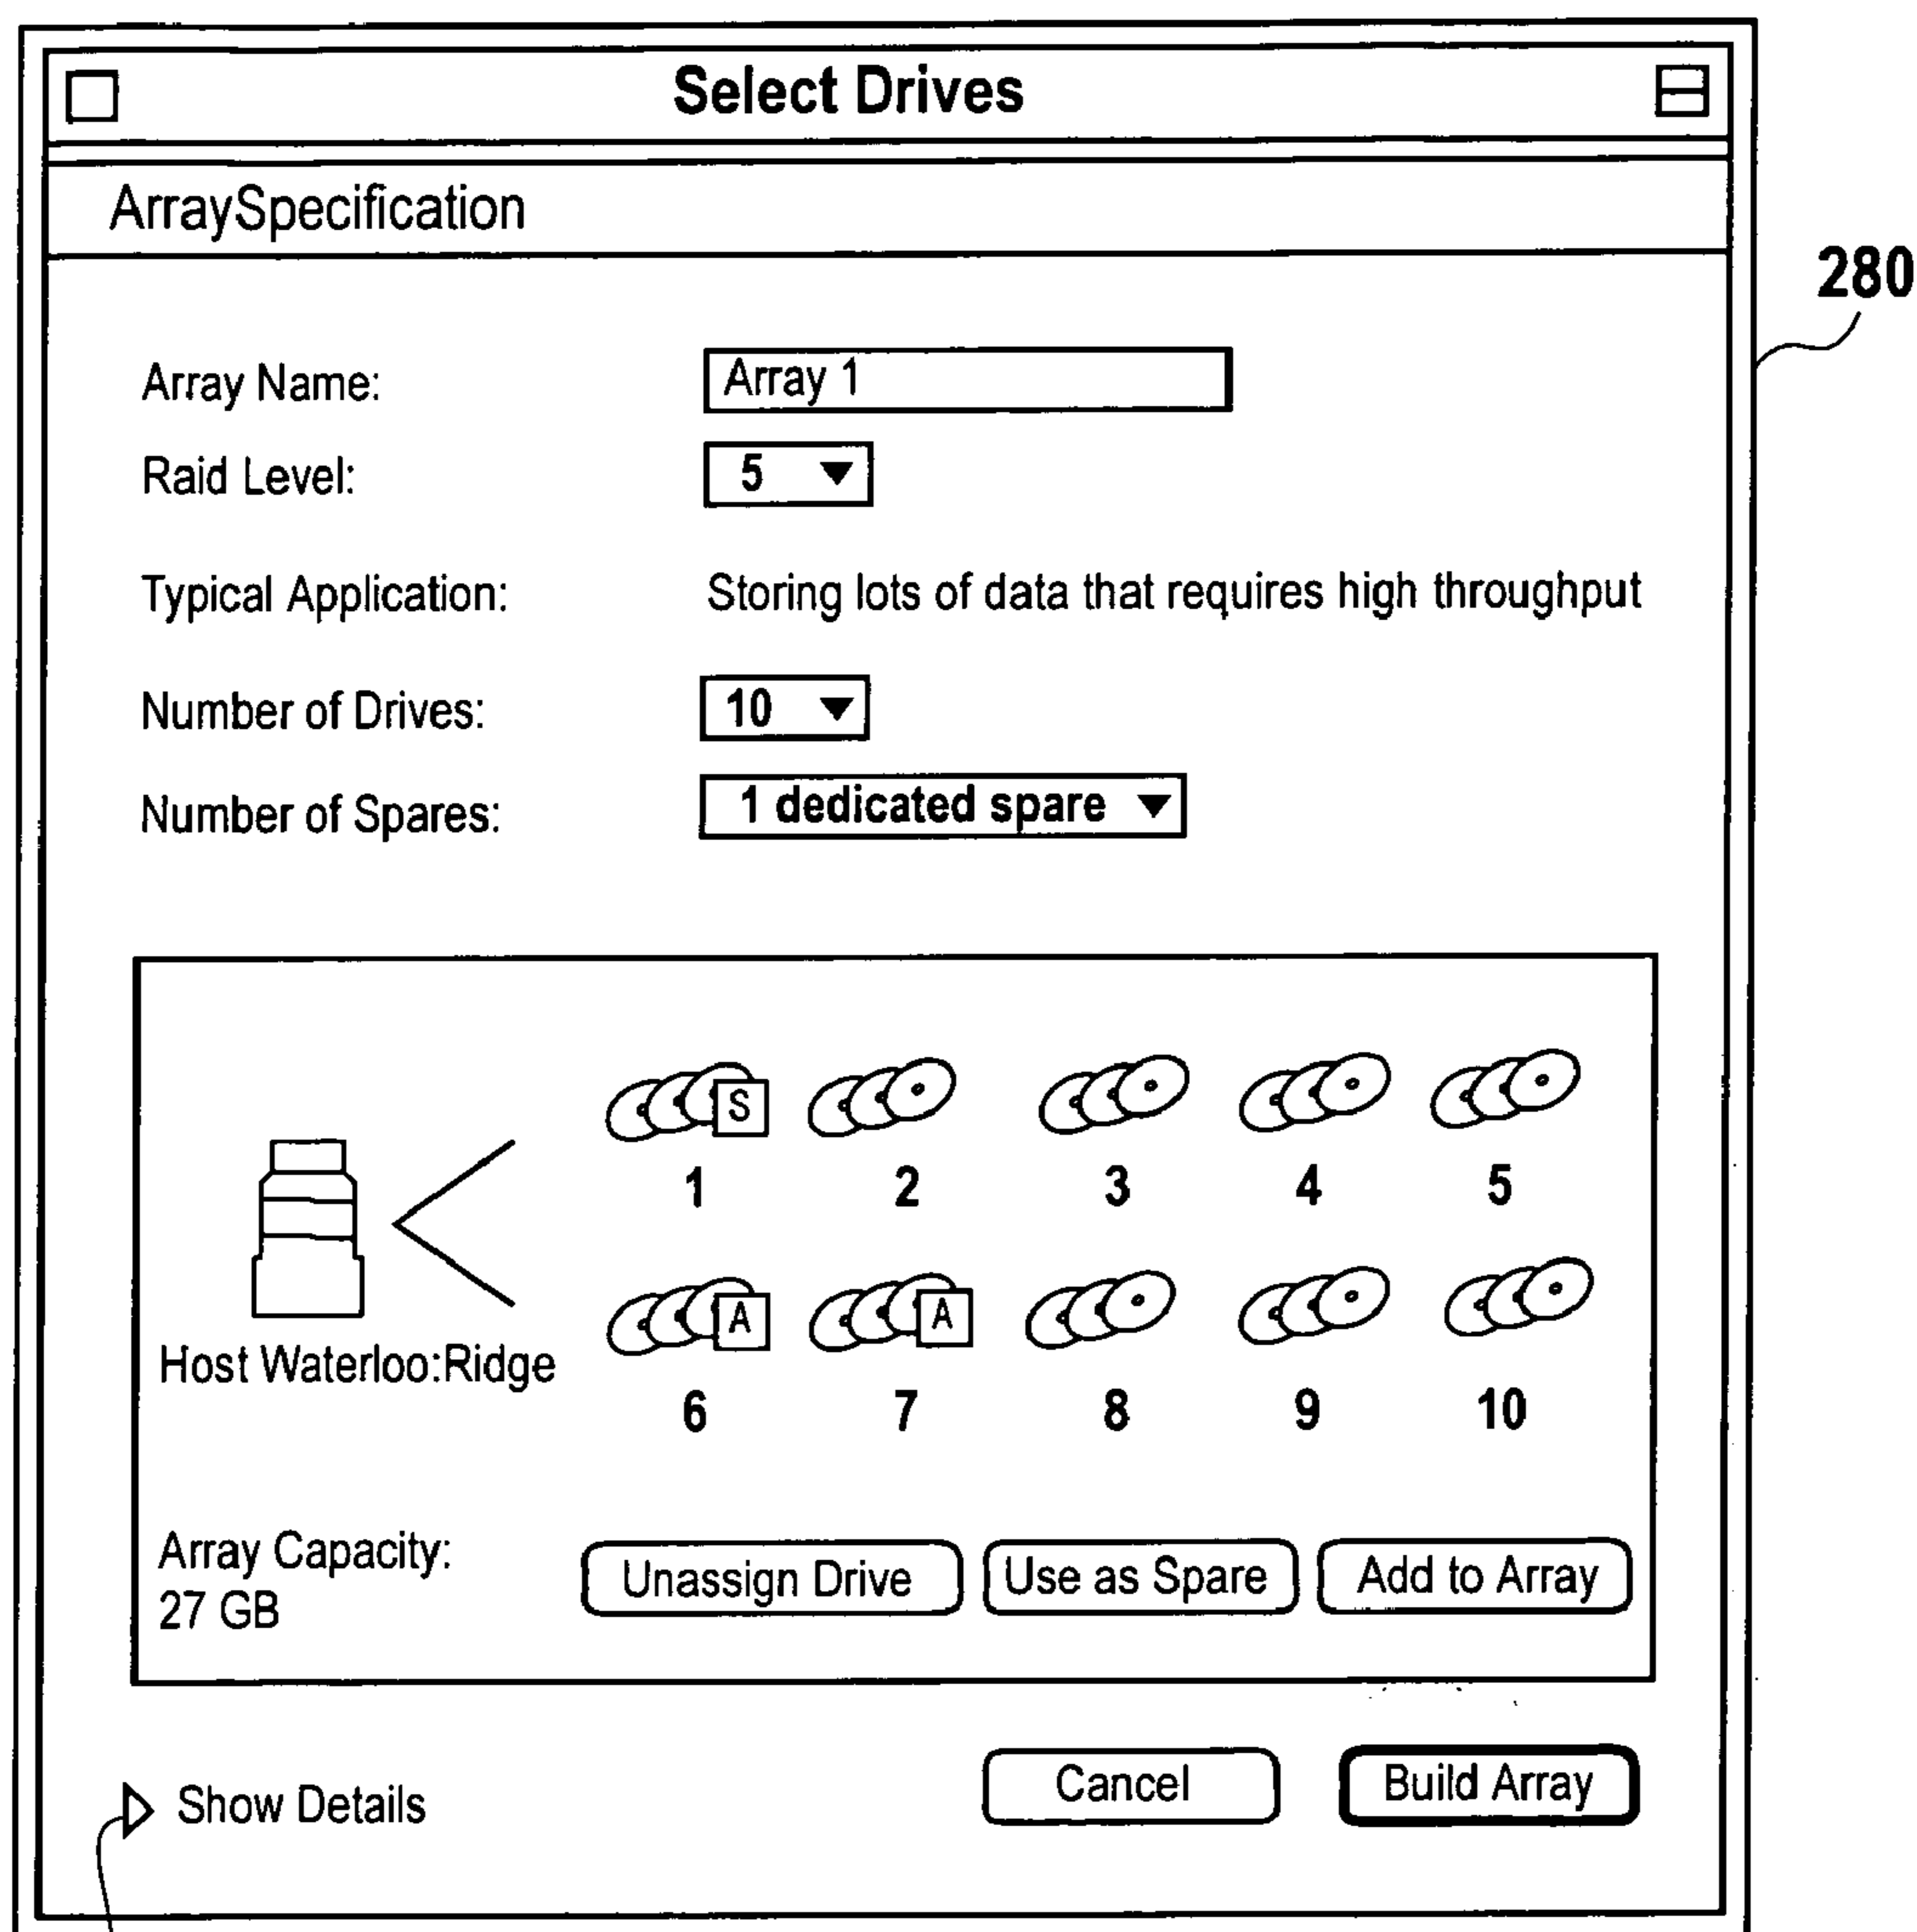 Select Drives
ArraySpecification
280
Array Name: Array 1
Raid Level: 5
Typical Application: Storing lots of data that requires high throughput
Number of Drives: 10
Number of Spares: 1 dedicated spare
S
1 2 3 4 5
A A
Host Waterloo:Ridge
6 7 8 9 10
Array Capacity:
27 GB
Unassign Drive Use as Spare Add to Array
Show Details Cancel Build Array